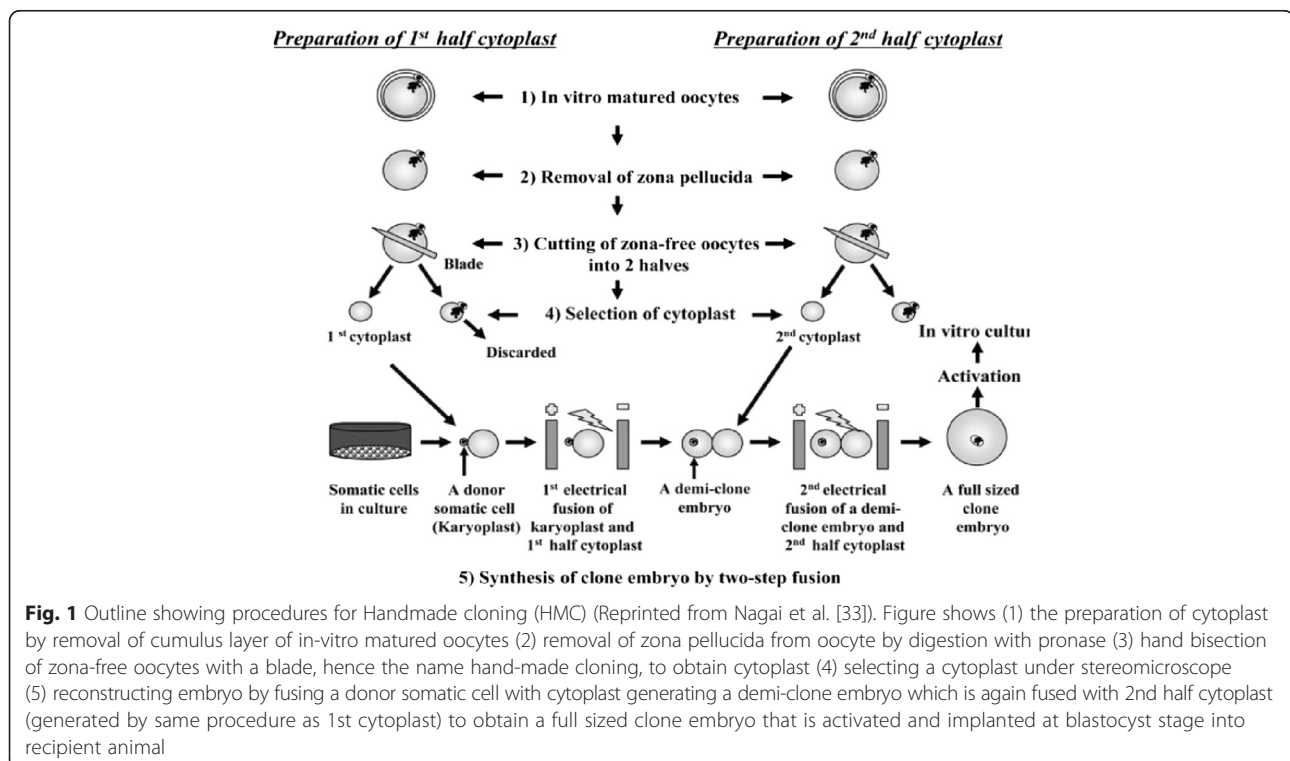 Preparation of 1st half cytoplast
Preparation of 2nd half cytoplast
1) In vitro matured oocytes
2) Removal of zona pellucida
3) Cutting of zona-free oocytes
into 2 halves
Blade
4) Selection of cytoplast
1 st cytoplast
Discarded
2nd cytoplast
In vitro cultur
Activation
Somatic cells
in culture
A donor
somatic cell
(Karyoplast)
1st electrical
fusion of
karyoplast and
1st half cytoplast
A demi-clone
embryo
2nd electrical
fusion of a demi-
clone embryo and
2nd half cytoplast
A full sized
clone
embryo
5) Synthesis of clone embryo by two-step fusion
Fig. 1 Outline showing procedures for Handmade cloning (HMC) (Reprinted from Nagai et al. [33]). Figure shows (1) the preparation of cytoplast
by removal of cumulus layer of in-vitro matured oocytes (2) removal of zona pellucida from oocyte by digestion with pronase (3) hand bisection
of zona-free oocytes with a blade, hence the name hand-made cloning, to obtain cytoplast (4) selecting a cytoplast under stereomicroscope
(5) reconstructing embryo by fusing a donor somatic cell with cytoplast generating a demi-clone embryo which is again fused with 2nd half cytoplast
(generated by same procedure as 1st cytoplast) to obtain a full sized clone embryo that is activated and implanted at blastocyst stage into
recipient animal